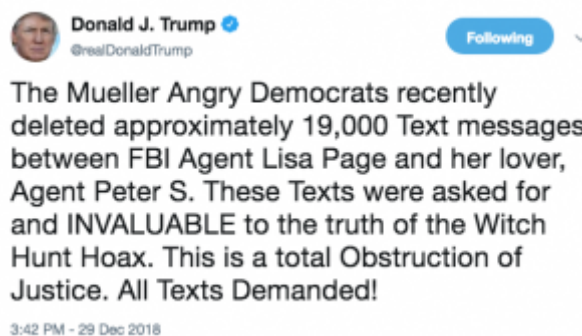 Donald J. Trump
@realDonaldTrump
Following
The Mueller Angry Democrats recently
deleted approximately 19,000 Text messages
between FBI Agent Lisa Page and her lover,
Agent Peter S. These Texts were asked for
and INVALUABLE to the truth of the Witch
Hunt Hoax. This is a total Obstruction of
Justice. All Texts Demanded!
3:42 PM - 29 Dec 2018